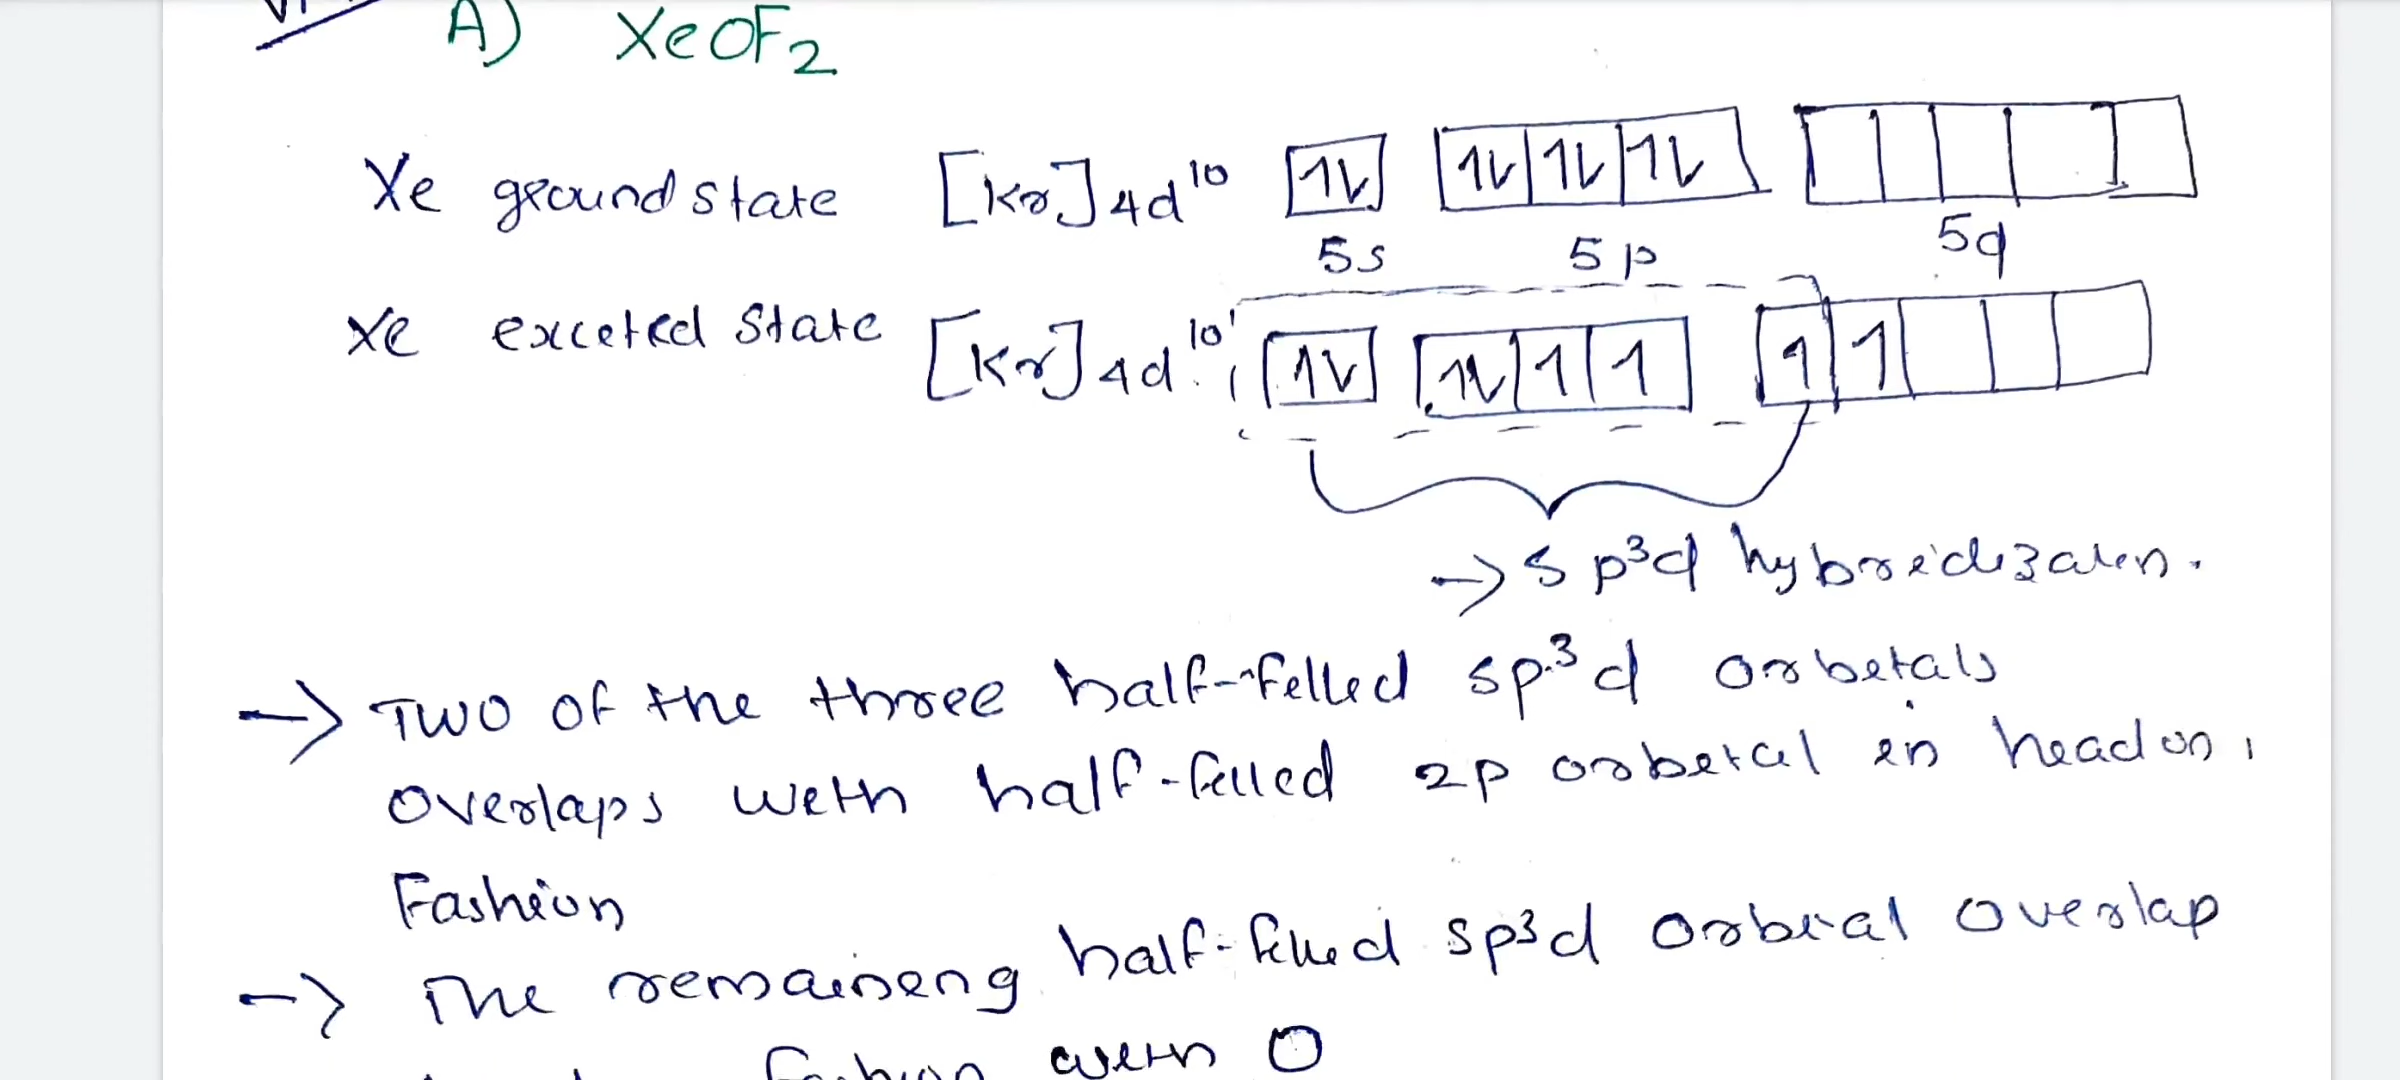 A) XeOF₂
Xe ground state [Kr]4d¹⁰ [1↓] [1↓|1↓|1↓] [ | | | | ]
5s 5p 5d
Xe excited state [Kr]4d¹⁰ [1↓] [1↓|1|1] [1|1| | | ]
→ sp³d hybridization.
→ Two of the three half-filled sp³d orbitals
overlaps with half-filled 2p orbital in head on
Fashion
→ The remaining half-filled sp³d orbital overlap
with O